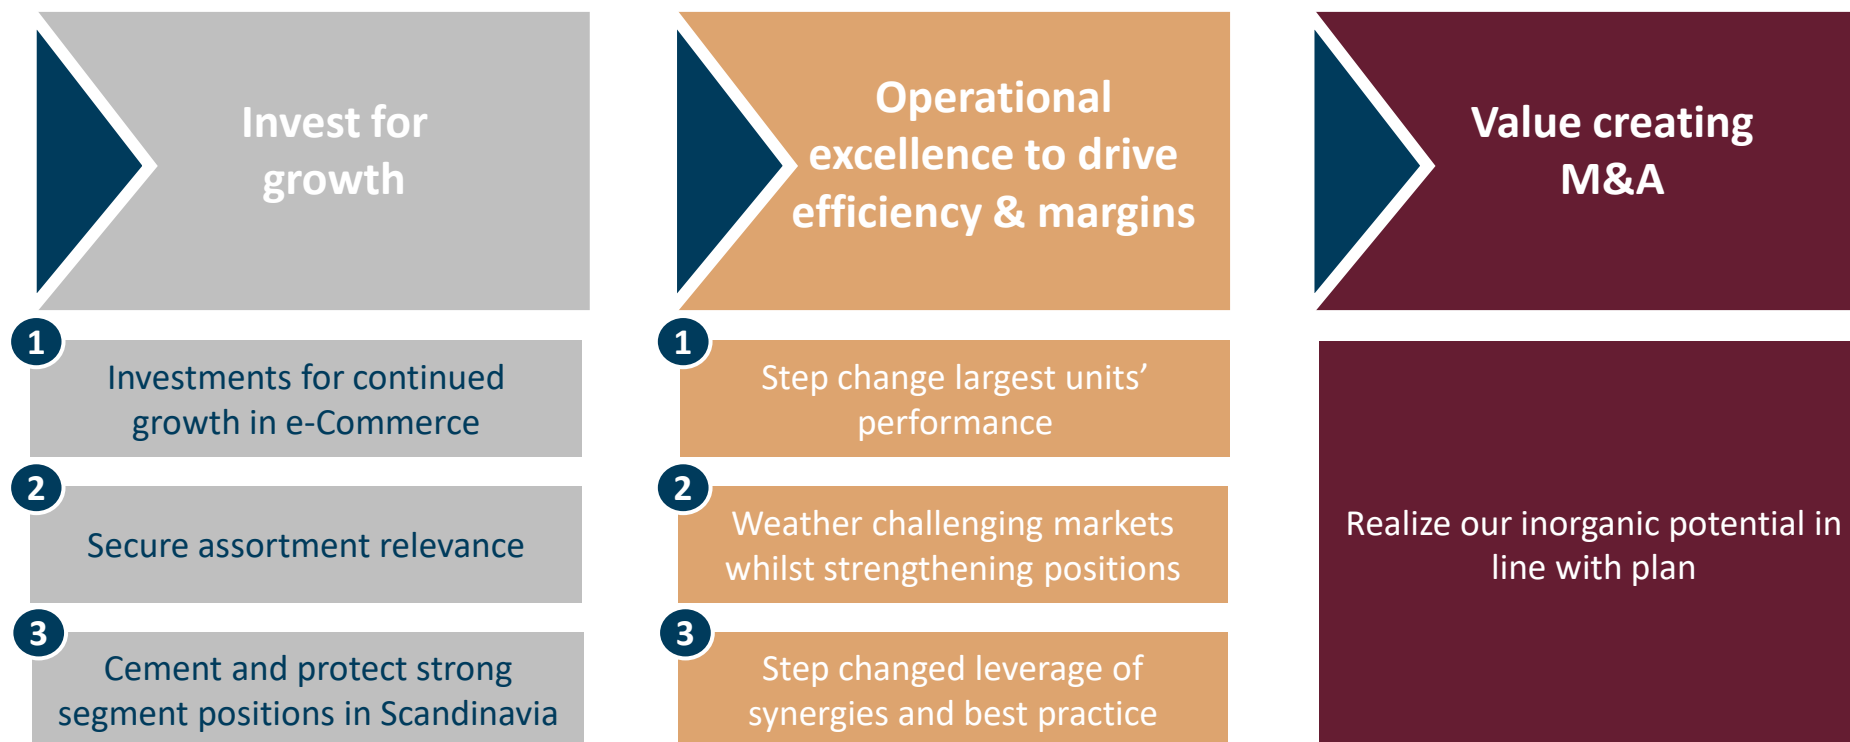 Invest for
growth
1
Investments for continued
growth in e-Commerce
2
Secure assortment relevance
3
Cement and protect strong
segment positions in Scandinavia
Operational
excellence to drive
efficiency & margins
1
Step change largest units’
performance
2
Weather challenging markets
whilst strengthening positions
3
Step changed leverage of
synergies and best practice
Value creating
M&A
Realize our inorganic potential in
line with plan